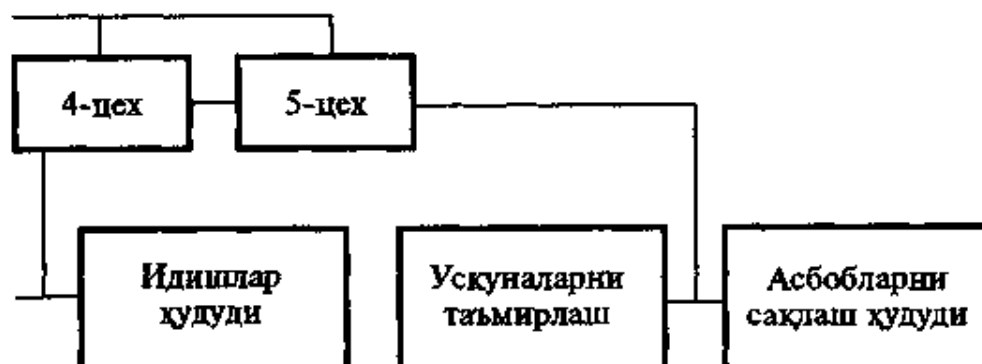 4-цех
5-цех
Идишлар
ҳудуди
Ускуналарни
таъмирлаш
Асбобларни
сақлаш ҳудуди